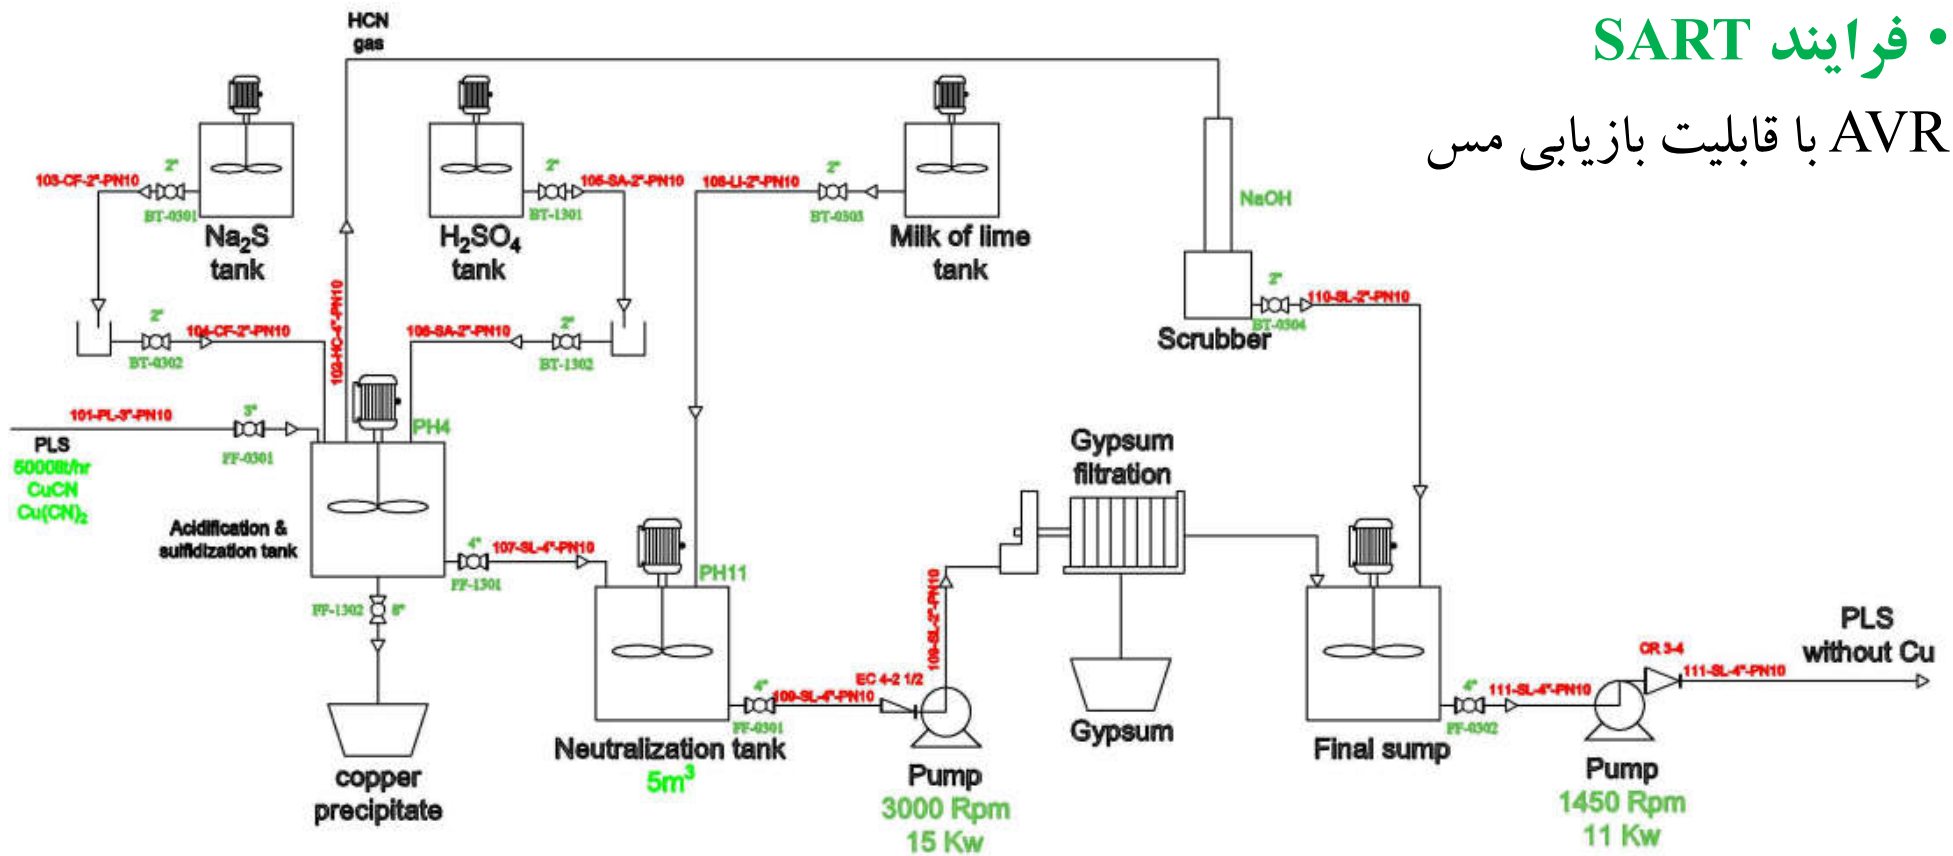 • فرایند SART
AVR با قابلیت بازیابی مس
HCN
gas
2"
103-CF-2"-PN10
BT-0301
Na₂S
tank
2"
105-SA-2"-PN10
BT-1301
H₂SO₄
tank
2"
108-LI-2"-PN10
BT-0303
Milk of lime
tank
NaOH
2"
110-SL-2"-PN10
BT-0304
Scrubber
2"
104-CF-2"-PN10
BT-0302
102-HC-4"-PN10
2"
106-SA-2"-PN10
BT-1302
101-PL-3"-PN10
3"
FF-0301
PLS
5000lit/hr
CuCN
Cu(CN)₂
PH4
Acidification &
sulfidization tank
4"
107-SL-4"-PN10
FF-1301
FF-1302
8"
copper
precipitate
PH11
Neutralization tank
5m³
4"
109-SL-4"-PN10
FF-0301
EC 4-2 1/2
109-SL-2"-PN10
Pump
3000 Rpm
15 Kw
Gypsum
filtration
Gypsum
Final sump
4"
111-SL-4"-PN10
FF-0302
CR 3-4
111-SL-4"-PN10
Pump
1450 Rpm
11 Kw
PLS
without Cu